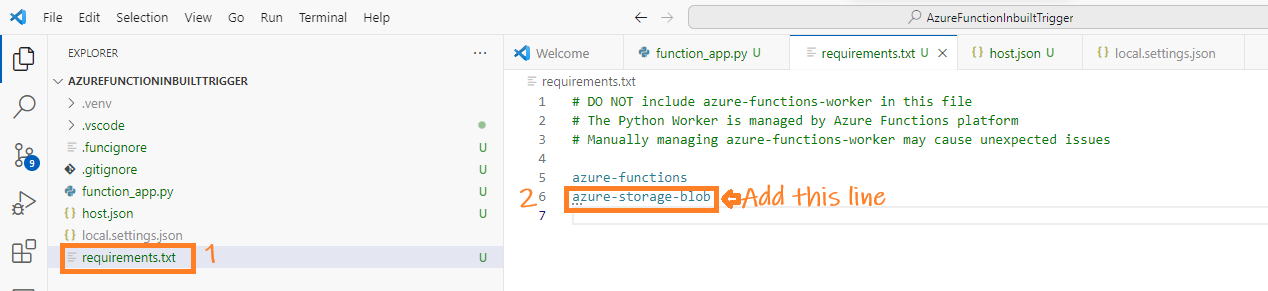 File Edit Selection View Go Run Terminal Help
AzureFunctionInbuiltTrigger
EXPLORER
AZUREFUNCTIONINBUILTTRIGGER
.venv
.vscode
.funcignore U
.gitignore U
function_app.py U
host.json U
local.settings.json
requirements.txt U
1
9
Welcome function_app.py U requirements.txt U host.json U local.settings.json
requirements.txt
1 # DO NOT include azure-functions-worker in this file
2 # The Python Worker is managed by Azure Functions platform
3 # Manually managing azure-functions-worker may cause unexpected issues
4
5 azure-functions
2 6 azure-storage-blob Add this line
7